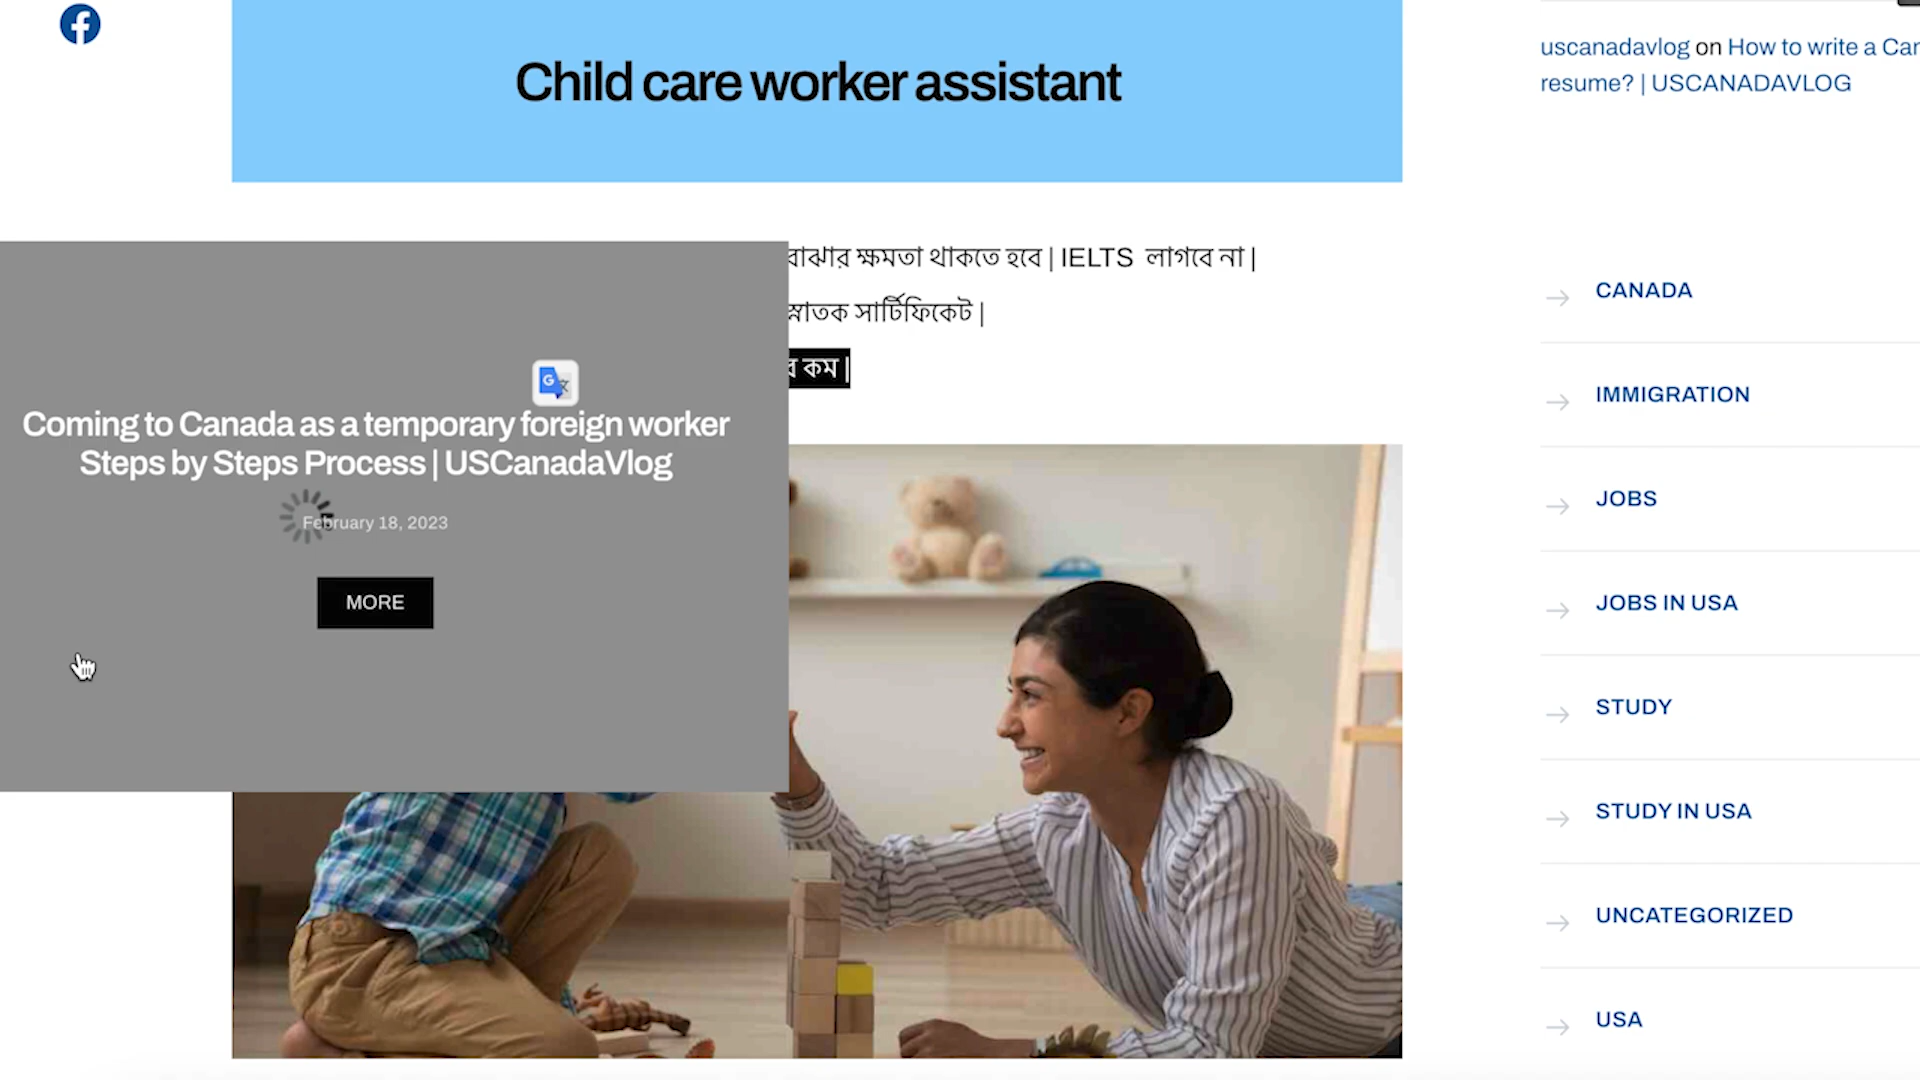 Child care worker assistant
uscanadavlog on How to write a
resume? | USCANADAVLOG
ক্ষমতা থাকতে হবে | IELTS লাগবে না |
স্নাতক সার্টিফিকেট |
কম |
Coming to Canada as a temporary foreign worker
Steps by Steps Process | USCanadaVlog
February 18, 2023
MORE
CANADA
IMMIGRATION
JOBS
JOBS IN USA
STUDY
STUDY IN USA
UNCATEGORIZED
USA